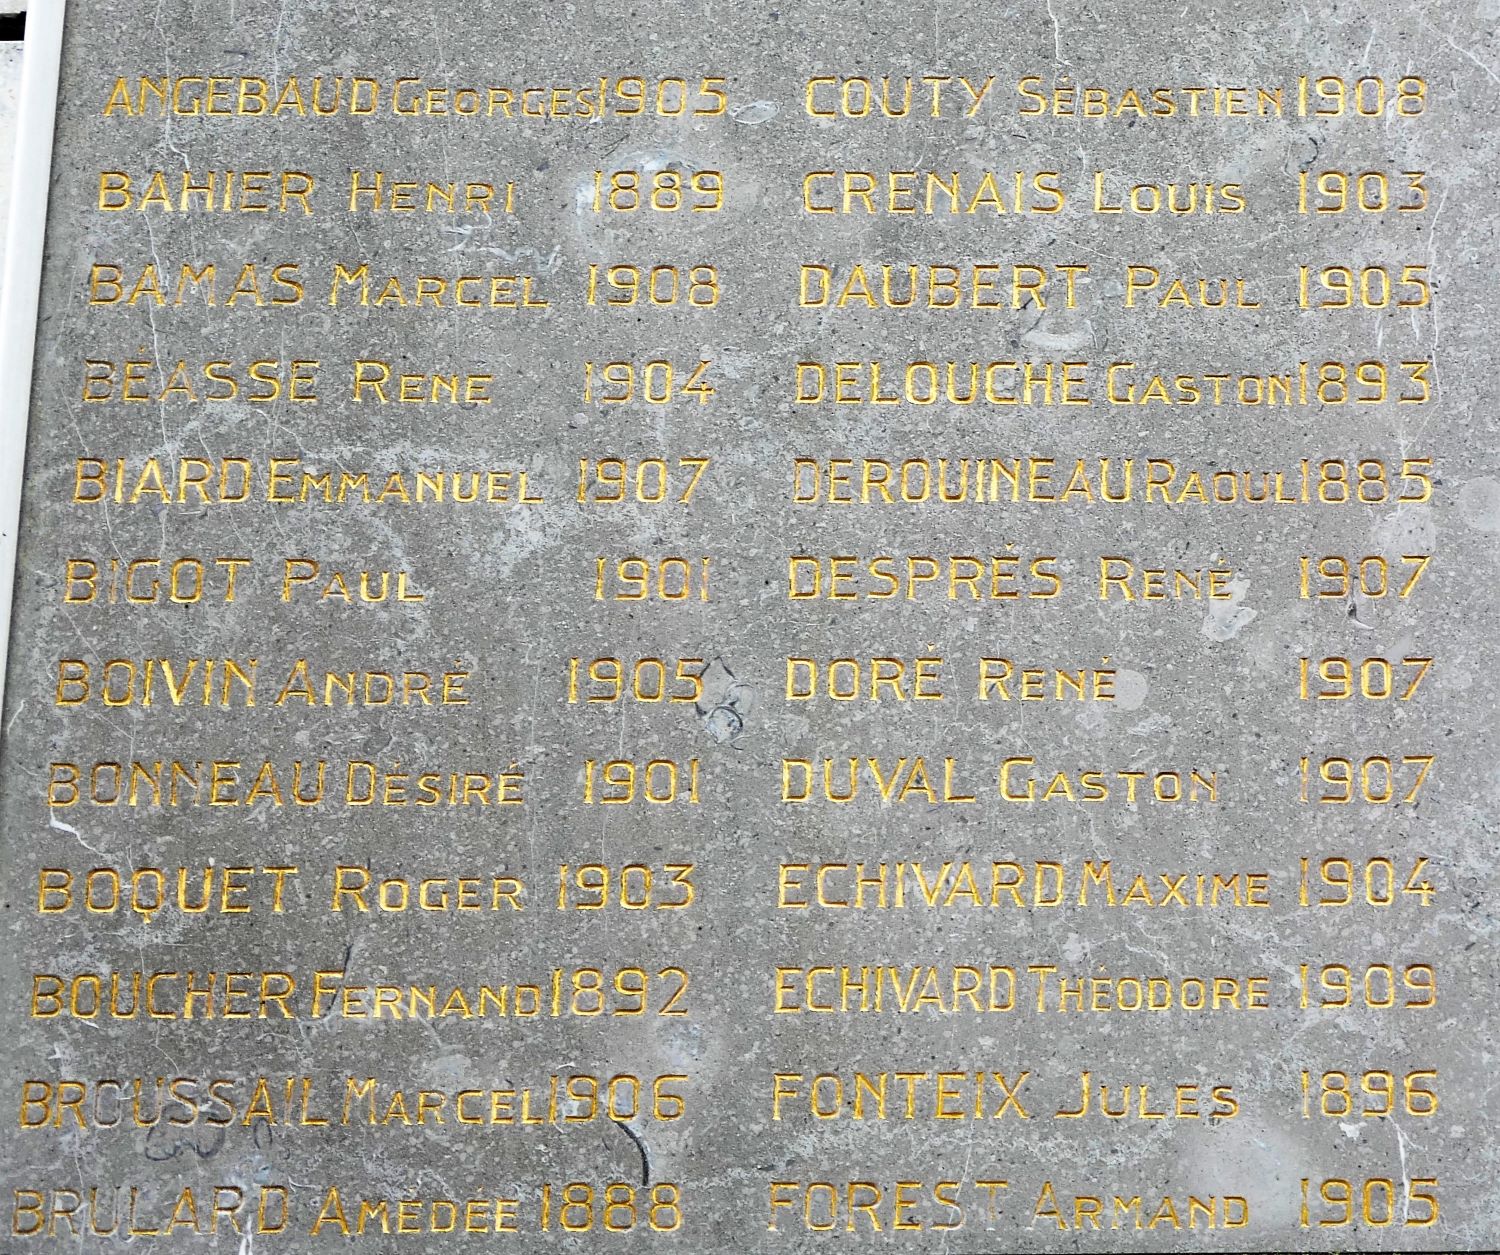 ANGEBAUD GEORGES 1905
BAHIER HENRI 1889
BAMAS MARCEL 1908
BÉASSE RENE 1904
BIARD EMMANUEL 1907
BIGOT PAUL 1901
BOIVIN ANDRÉ 1905
BONNEAU DÉSIRÉ 1901
BOQUET ROGER 1903
BOUCHER FERNAND 1892
BROUSSAIL MARCEL 1906
BRULARD AMÉDÉE 1888
COUTY SÉBASTIEN 1908
CRENAIS LOUIS 1903
DAUBERT PAUL 1905
DELOUCHE GASTON 1893
DEROUINEAU RAOUL 1885
DESPRÉS RENÉ 1907
DORÉ RENÉ 1907
DUVAL GASTON 1907
ECHIVARD MAXIME 1904
ECHIVARD THÉODORE 1909
FONTEIX JULES 1896
FOREST ARMAND 1905